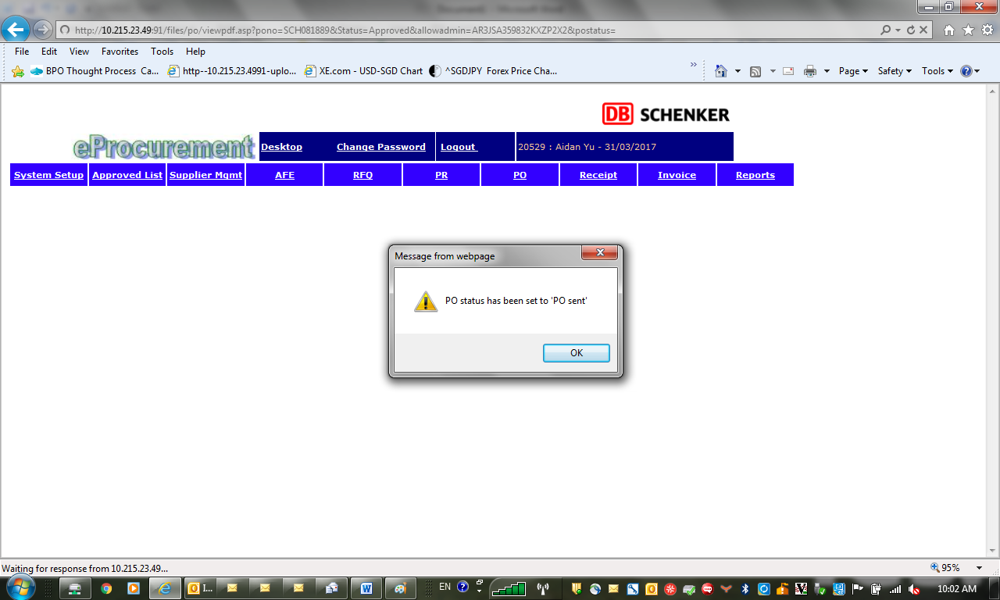 http://10.215.23.49:91/files/po/viewpdf.asp?pono=SCH081889&Status=Approved&allowadmin=AR3JSA359832KXZPZX2&postatus=
File Edit View Favorites Tools Help
BPO Thought Process Ca... http--10.215.23.4991-uplo... XE.com - USD-SGD Chart ^SGDJPY Forex Price Cha... » Page Safety Tools
DB SCHENKER
eProcurement Desktop Change Password Logout 20529 : Aidan Yu - 31/03/2017
System Setup Approved List Supplier Mgmt AFE RFQ PR PO Receipt Invoice Reports
Message from webpage
PO status has been set to 'PO sent'
OK
Waiting for response from 10.215.23.49... 95%
I... EN 10:02 AM